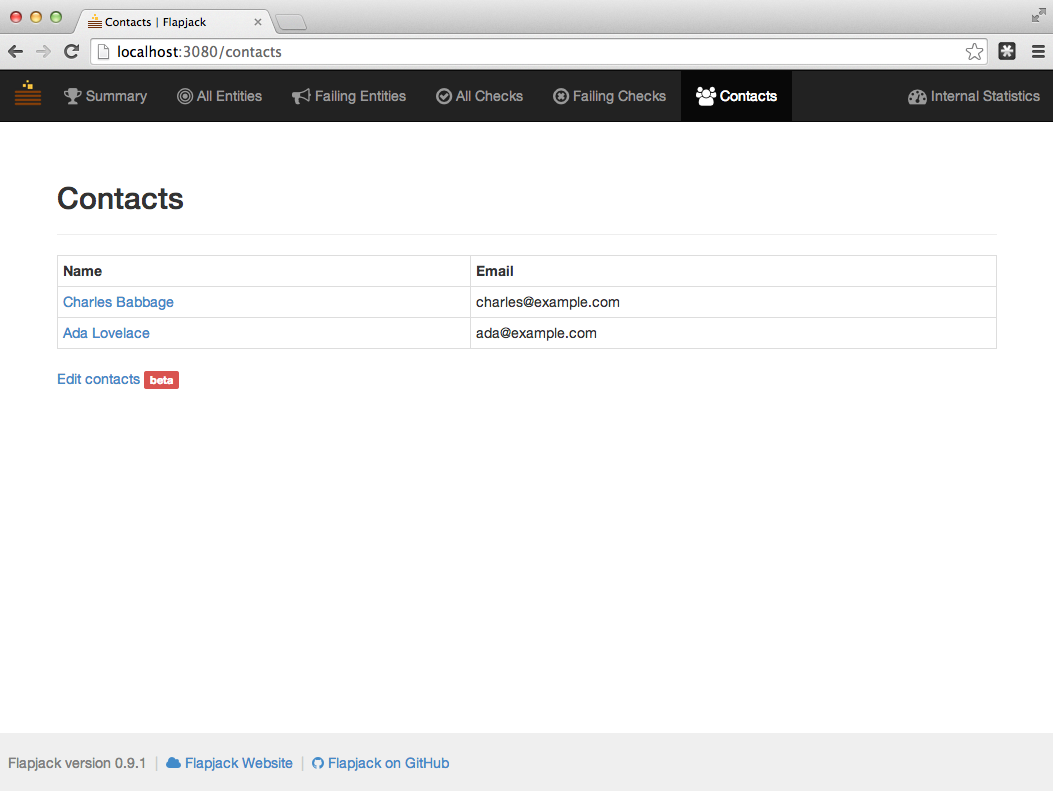 Contacts | Flapjack
localhost:3080/contacts
Summary All Entities Failing Entities All Checks Failing Checks Contacts Internal Statistics
Contacts
Name Email
Charles Babbage charles@example.com
Ada Lovelace ada@example.com
Edit contacts beta
Flapjack version 0.9.1 | Flapjack Website | Flapjack on GitHub